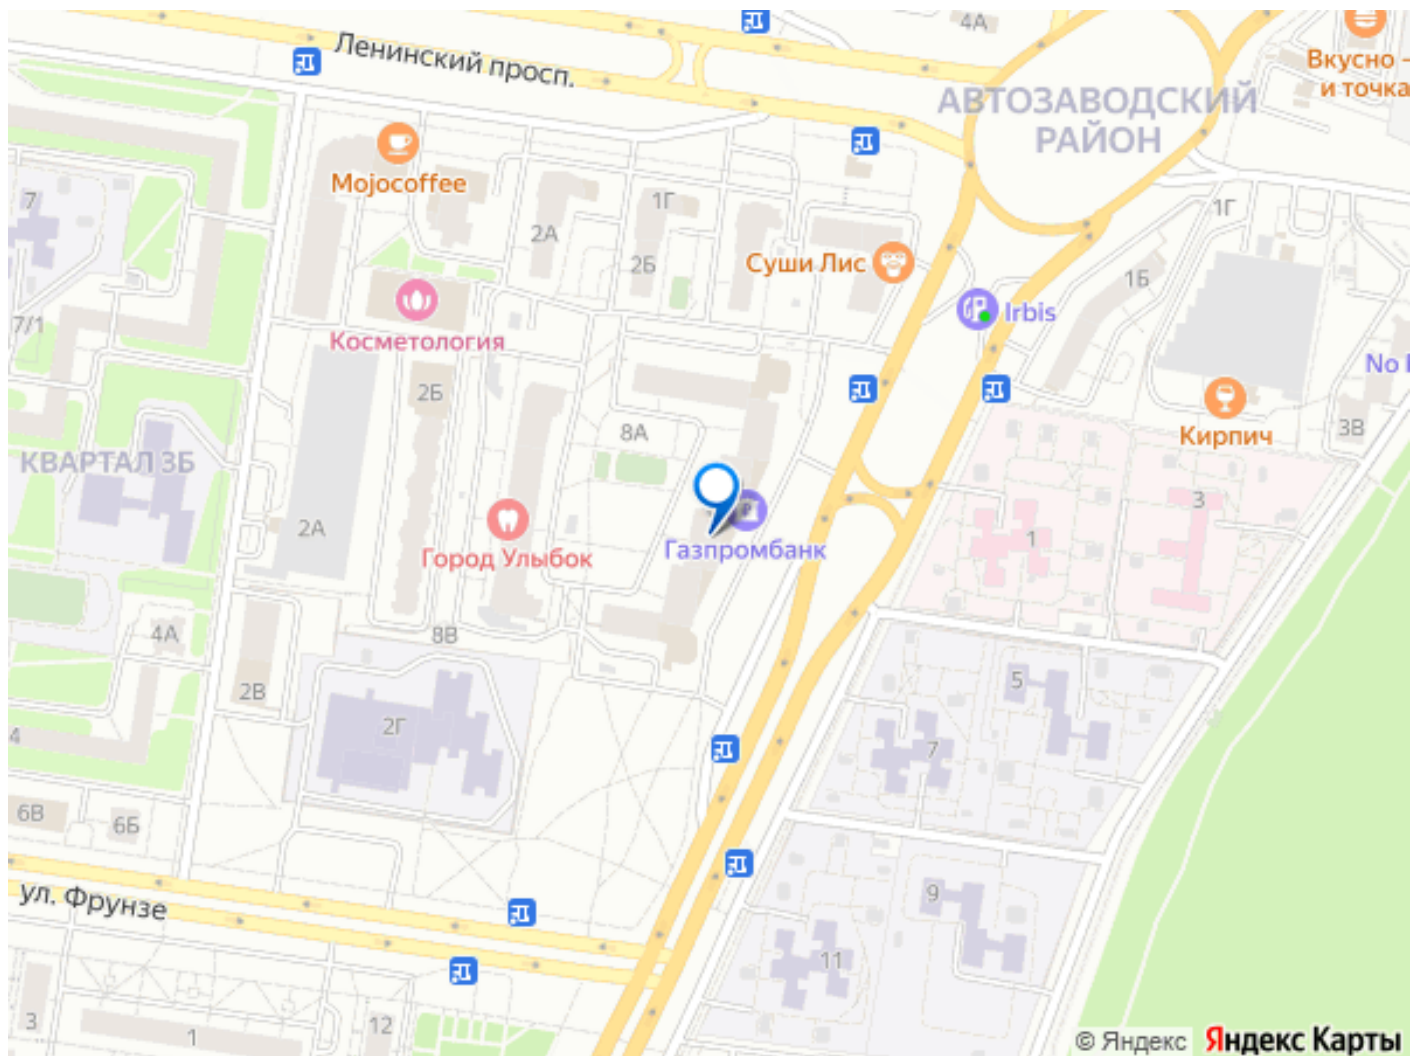 4А
Ленинский просп.
Вкусно –
и точка
АВТОЗАВОДСКИЙ
РАЙОН
Mojocoffee
7
1Г
1Г
2А
2Б
Суши Лис
1Б
Irbis
7/1
Косметология
No
2Б
8А
Кирпич
3В
КВАРТАЛ 3Б
2А
3
1
Город Улыбок
Газпромбанк
4А
8В
2В
5
2Г
4
7
6В
6Б
ул. Фрунзе
9
11
3
1
12
© Яндекс Яндекс Карты